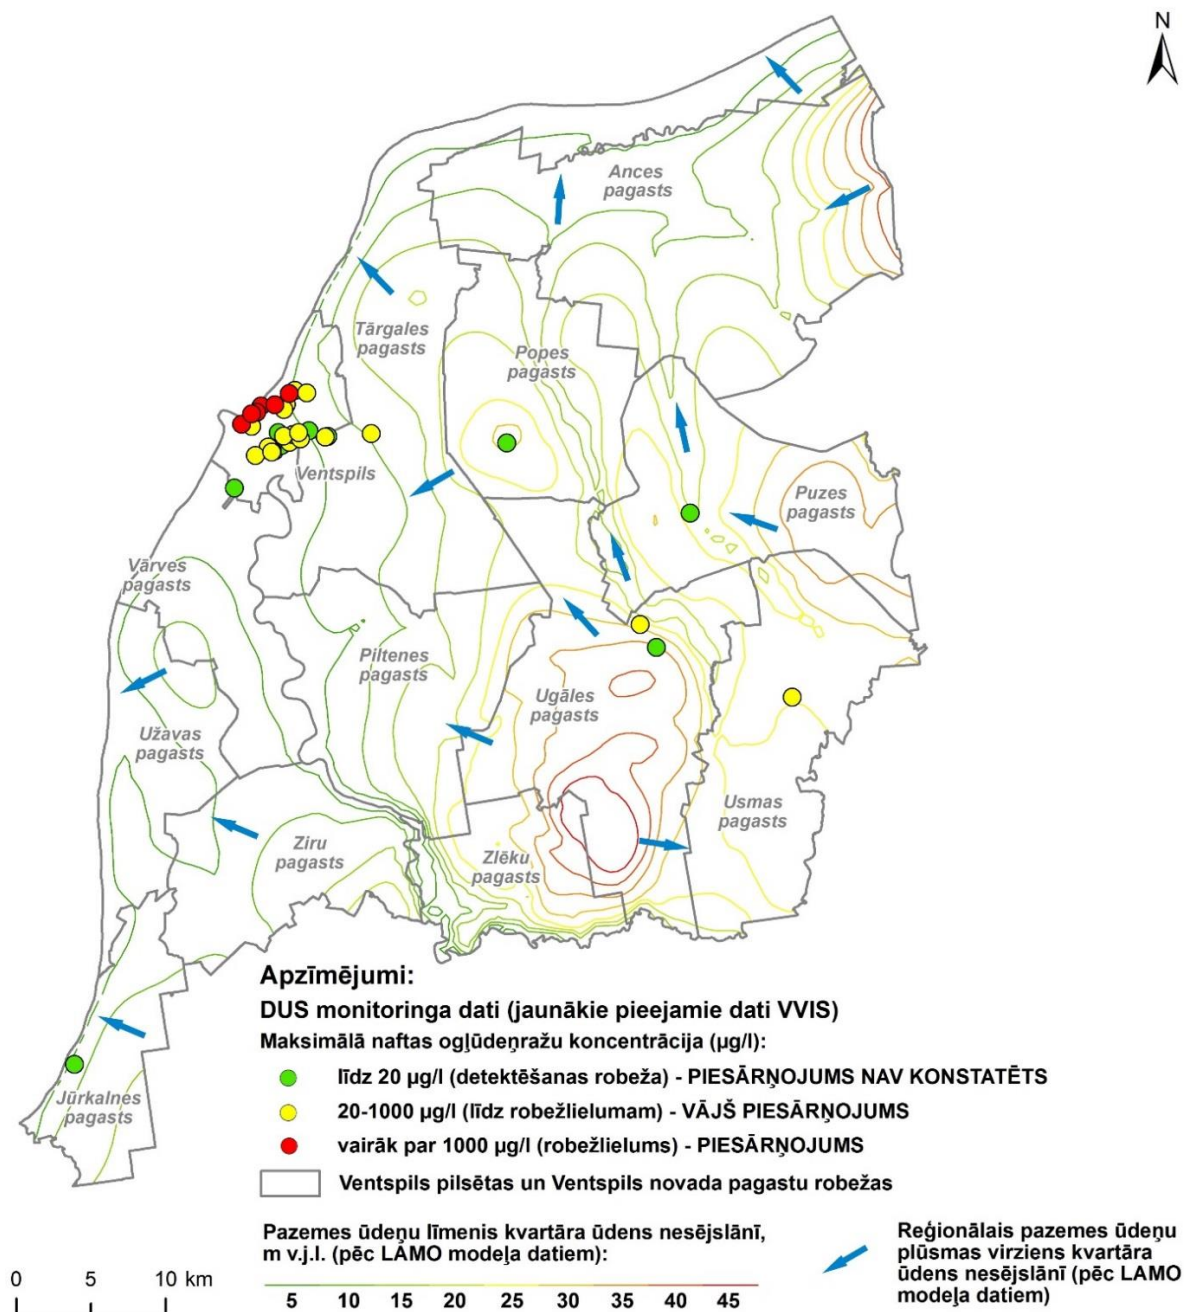 N
Ances
pagasts
Tārgales
pagasts
Popes
pagasts
Ventspils
Puzes
pagasts
Vārves
pagasts
Piltenes
pagasts
Ugāles
pagasts
Užavas
pagasts
Usmas
pagasts
Ziru
pagasts
Zlēku
pagasts
Jūrkalnes
pagasts
Apzīmējumi:
DUS monitoringa dati (jaunākie pieejamie dati VVIS)
Maksimālā naftas ogļūdeņražu koncentrācija (µg/l):
līdz 20 µg/l (detektēšanas robeža) - PIESĀRŅOJUMS NAV KONSTATĒTS
20-1000 µg/l (līdz robežlielumam) - VĀJŠ PIESĀRŅOJUMS
vairāk par 1000 µg/l (robežlielums) - PIESĀRŅOJUMS
Ventspils pilsētas un Ventspils novada pagastu robežas
Pazemes ūdeņu līmenis kvartāra ūdens nesējslānī,
m v.j.l. (pēc LAMO modeļa datiem):
5 10 15 20 25 30 35 40 45
Reģionālais pazemes ūdeņu
plūsmas virziens kvartāra
ūdens nesējslānī (pēc LAMO
modeļa datiem)
0 5 10 km